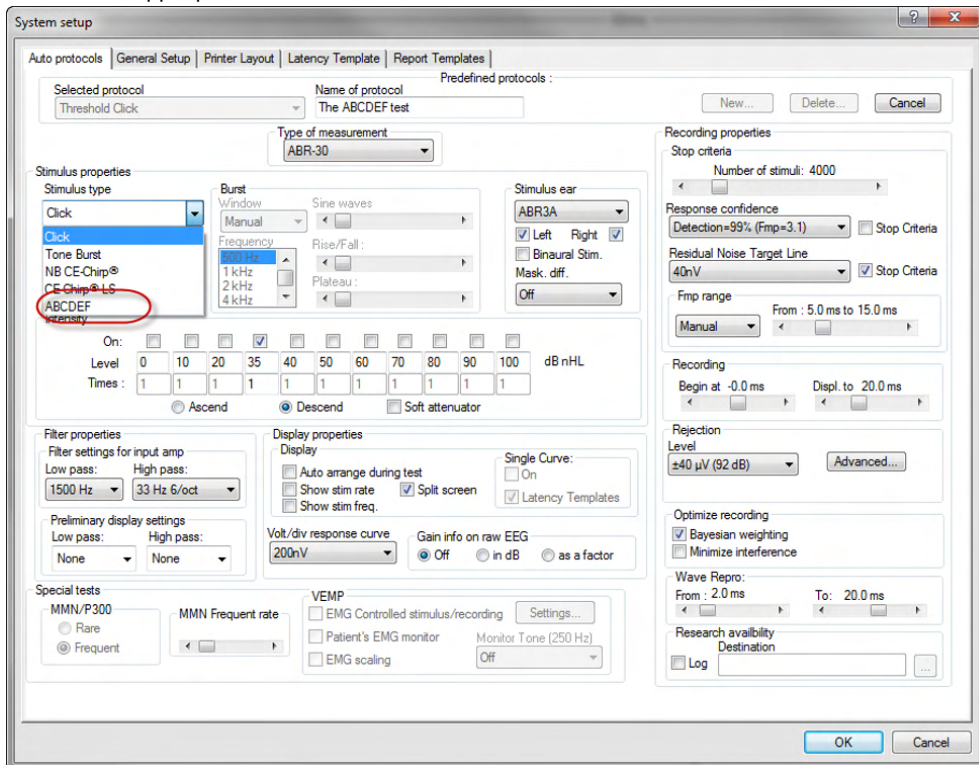 System setup
Auto protocols General Setup Printer Layout Latency Template Report Templates
Predefined protocols :
Selected protocol
Threshold Click
Name of protocol
The ABCDEF test
New... Delete... Cancel
Type of measurement
ABR-30
Stimulus properties
Stimulus type
Click
Click
Tone Burst
NB CE-Chirp®
CE-Chirp® LS
ABCDEF
Intensity
Burst
Window
Manual
Sine waves
Frequency
500 Hz
1 kHz
2 kHz
4 kHz
Rise/Fall :
Plateau :
Stimulus ear
ABR3A
Left Right
Binaural Stim.
Mask. diff.
Off
On:
Level 0 10 20 35 40 50 60 70 80 90 100 dB nHL
Times : 1 1 1 1 1 1 1 1 1 1 1
Ascend Descend Soft attenuator
Filter properties
Filter settings for input amp
Low pass: High pass:
1500 Hz 33 Hz 6/oct
Preliminary display settings
Low pass: High pass:
None None
Display properties
Display
Auto arrange during test
Show stim rate Split screen
Show stim freq.
Single Curve:
On
Latency Templates
Volt/div response curve
200nV
Gain info on raw EEG
Off in dB as a factor
Special tests
MMN/P300
Rare
Frequent
MMN Frequent rate
VEMP
EMG Controlled stimulus/recording Settings...
Patient's EMG monitor
EMG scaling
Monitor Tone (250 Hz)
Off
Recording properties
Stop criteria
Number of stimuli: 4000
Response confidence
Detection=99% (Fmp=3.1) Stop Criteria
Residual Noise Target Line
40nV Stop Criteria
Fmp range
Manual
From : 5.0 ms to 15.0 ms
Recording
Begin at -0.0 ms Displ. to 20.0 ms
Rejection
Level
±40 µV (92 dB) Advanced...
Optimize recording
Bayesian weighting
Minimize interference
Wave Repro:
From : 2.0 ms To: 20.0 ms
Research availbility
Destination
Log ...
OK Cancel